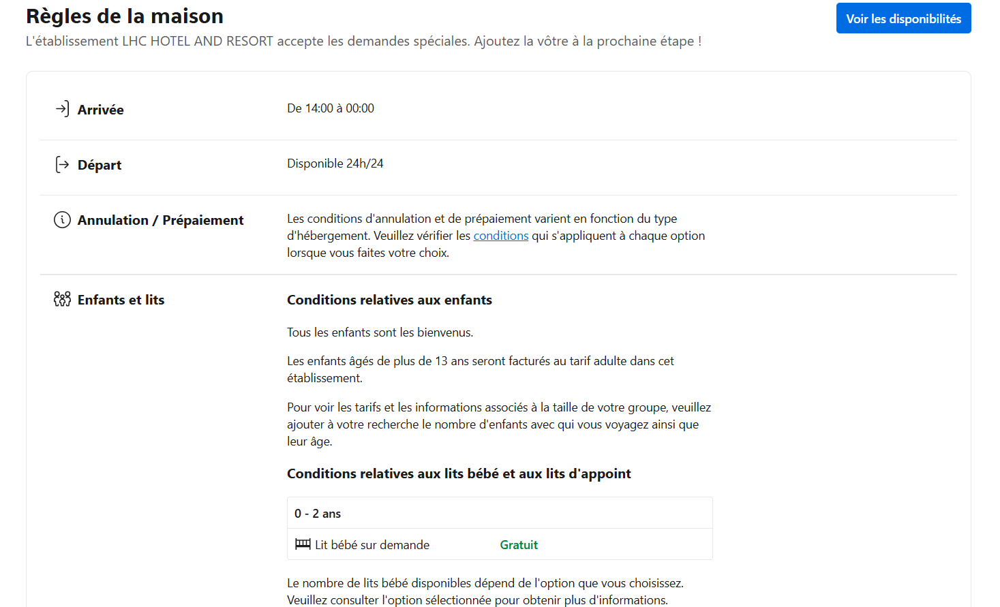 Règles de la maison
Voir les disponibilités
L'établissement LHC HOTEL AND RESORT accepte les demandes spéciales. Ajoutez la vôtre à la prochaine étape !
Arrivée
De 14:00 à 00:00
Départ
Disponible 24h/24
Annulation / Prépaiement
Les conditions d'annulation et de prépaiement varient en fonction du type
d'hébergement. Veuillez vérifier les conditions qui s'appliquent à chaque option
lorsque vous faites votre choix.
Enfants et lits
Conditions relatives aux enfants
Tous les enfants sont les bienvenus.
Les enfants âgés de plus de 13 ans seront facturés au tarif adulte dans cet
établissement.
Pour voir les tarifs et les informations associés à la taille de votre groupe, veuillez
ajouter à votre recherche le nombre d'enfants avec qui vous voyagez ainsi que
leur âge.
Conditions relatives aux lits bébé et aux lits d'appoint
0 - 2 ans
Lit bébé sur demande
Gratuit
Le nombre de lits bébé disponibles dépend de l'option que vous choisissez.
Veuillez consulter l'option sélectionnée pour obtenir plus d'informations.